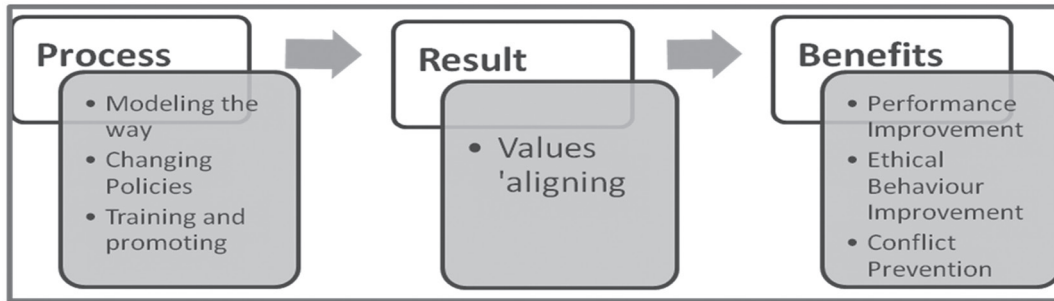 Process
• Modeling the
way
• Changing
Policies
• Training and
promoting
Result
• Values
'aligning
Benefits
• Performance
Improvement
• Ethical
Behaviour
Improvement
• Conflict
Prevention